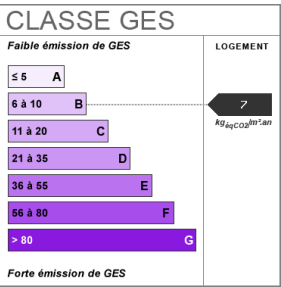 CLASSE GES
Faible émission de GES
LOGEMENT
≤ 5 A
6 à 10 B
7
kgéqCO2/m².an
11 à 20 C
21 à 35 D
36 à 55 E
56 à 80 F
> 80 G
Forte émission de GES